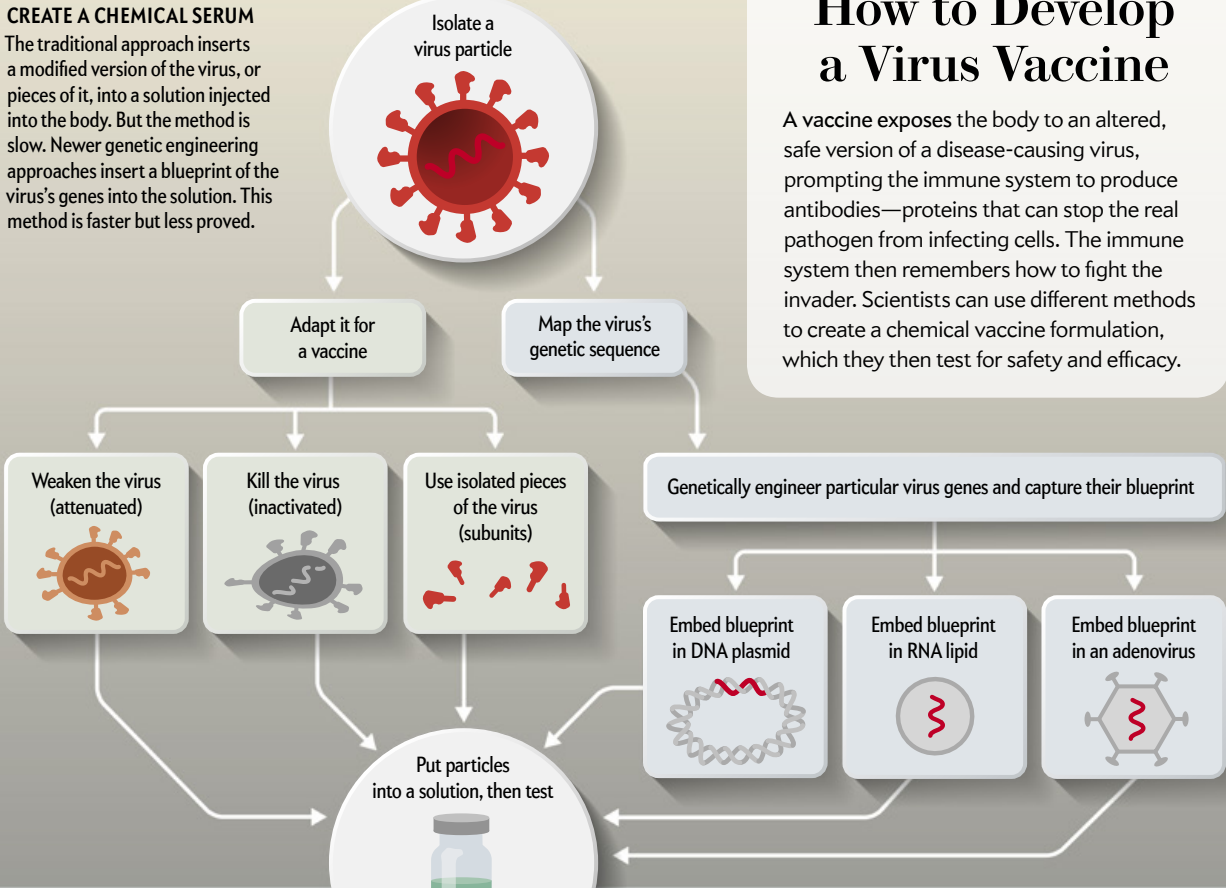 CREATE A CHEMICAL SERUM
The traditional approach inserts
a modified version of the virus, or
pieces of it, into a solution injected
into the body. But the method is
slow. Newer genetic engineering
approaches insert a blueprint of the
virus's genes into the solution. This
method is faster but less proved.
Isolate a
virus particle
How to Develop
a Virus Vaccine
A vaccine exposes the body to an altered,
safe version of a disease-causing virus,
prompting the immune system to produce
antibodies—proteins that can stop the real
pathogen from infecting cells. The immune
system then remembers how to fight the
invader. Scientists can use different methods
to create a chemical vaccine formulation,
which they then test for safety and efficacy.
Adapt it for
a vaccine
Map the virus's
genetic sequence
Weaken the virus
(attenuated)
Kill the virus
(inactivated)
Use isolated pieces
of the virus
(subunits)
Genetically engineer particular virus genes and capture their blueprint
Embed blueprint
in DNA plasmid
Embed blueprint
in RNA lipid
Embed blueprint
in an adenovirus
Put particles
into a solution, then test